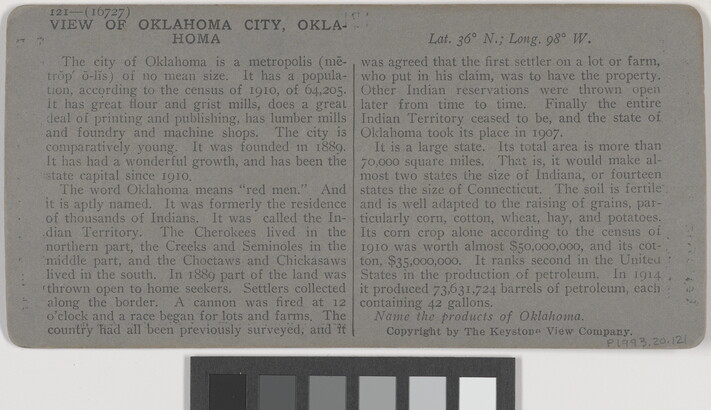 121—(16727)
VIEW OF OKLAHOMA CITY, OKLA-
HOMA
The city of Oklahoma is a metropolis (mē-
trŏp′ ŏ-lĭs) of no mean size. It has a popula-
tion, according to the census of 1910, of 64,205.
It has great flour and grist mills, does a great
deal of printing and publishing, has lumber mills
and foundry and machine shops. The city is
comparatively young. It was founded in 1889.
It has had a wonderful growth, and has been the
state capital since 1910.
The word Oklahoma means "red men." And
it is aptly named. It was formerly the residence
of thousands of Indians. It was called the In-
dian Territory. The Cherokees lived in the
northern part, the Creeks and Seminoles in the
middle part, and the Choctaws and Chickasaws
lived in the south. In 1889 part of the land was
thrown open to home seekers. Settlers collected
along the border. A cannon was fired at 12
o'clock and a race began for lots and farms. The
country had all been previously surveyed, and it
Lat. 36° N.; Long. 98° W.
was agreed that the first settler on a lot or farm,
who put in his claim, was to have the property.
Other Indian reservations were thrown open
later from time to time. Finally the entire
Indian Territory ceased to be, and the state of
Oklahoma took its place in 1907.
It is a large state. Its total area is more than
70,000 square miles. That is, it would make al-
most two states the size of Indiana, or fourteen
states the size of Connecticut. The soil is fertile
and is well adapted to the raising of grains, par-
ticularly corn, cotton, wheat, hay, and potatoes.
Its corn crop alone according to the census of
1910 was worth almost $50,000,000, and its cot-
ton, $35,000,000. It ranks second in the United
States in the production of petroleum. In 1914
it produced 73,631,724 barrels of petroleum, each
containing 42 gallons.
Name the products of Oklahoma.
Copyright by The Keystone View Company.
P1993.20.121